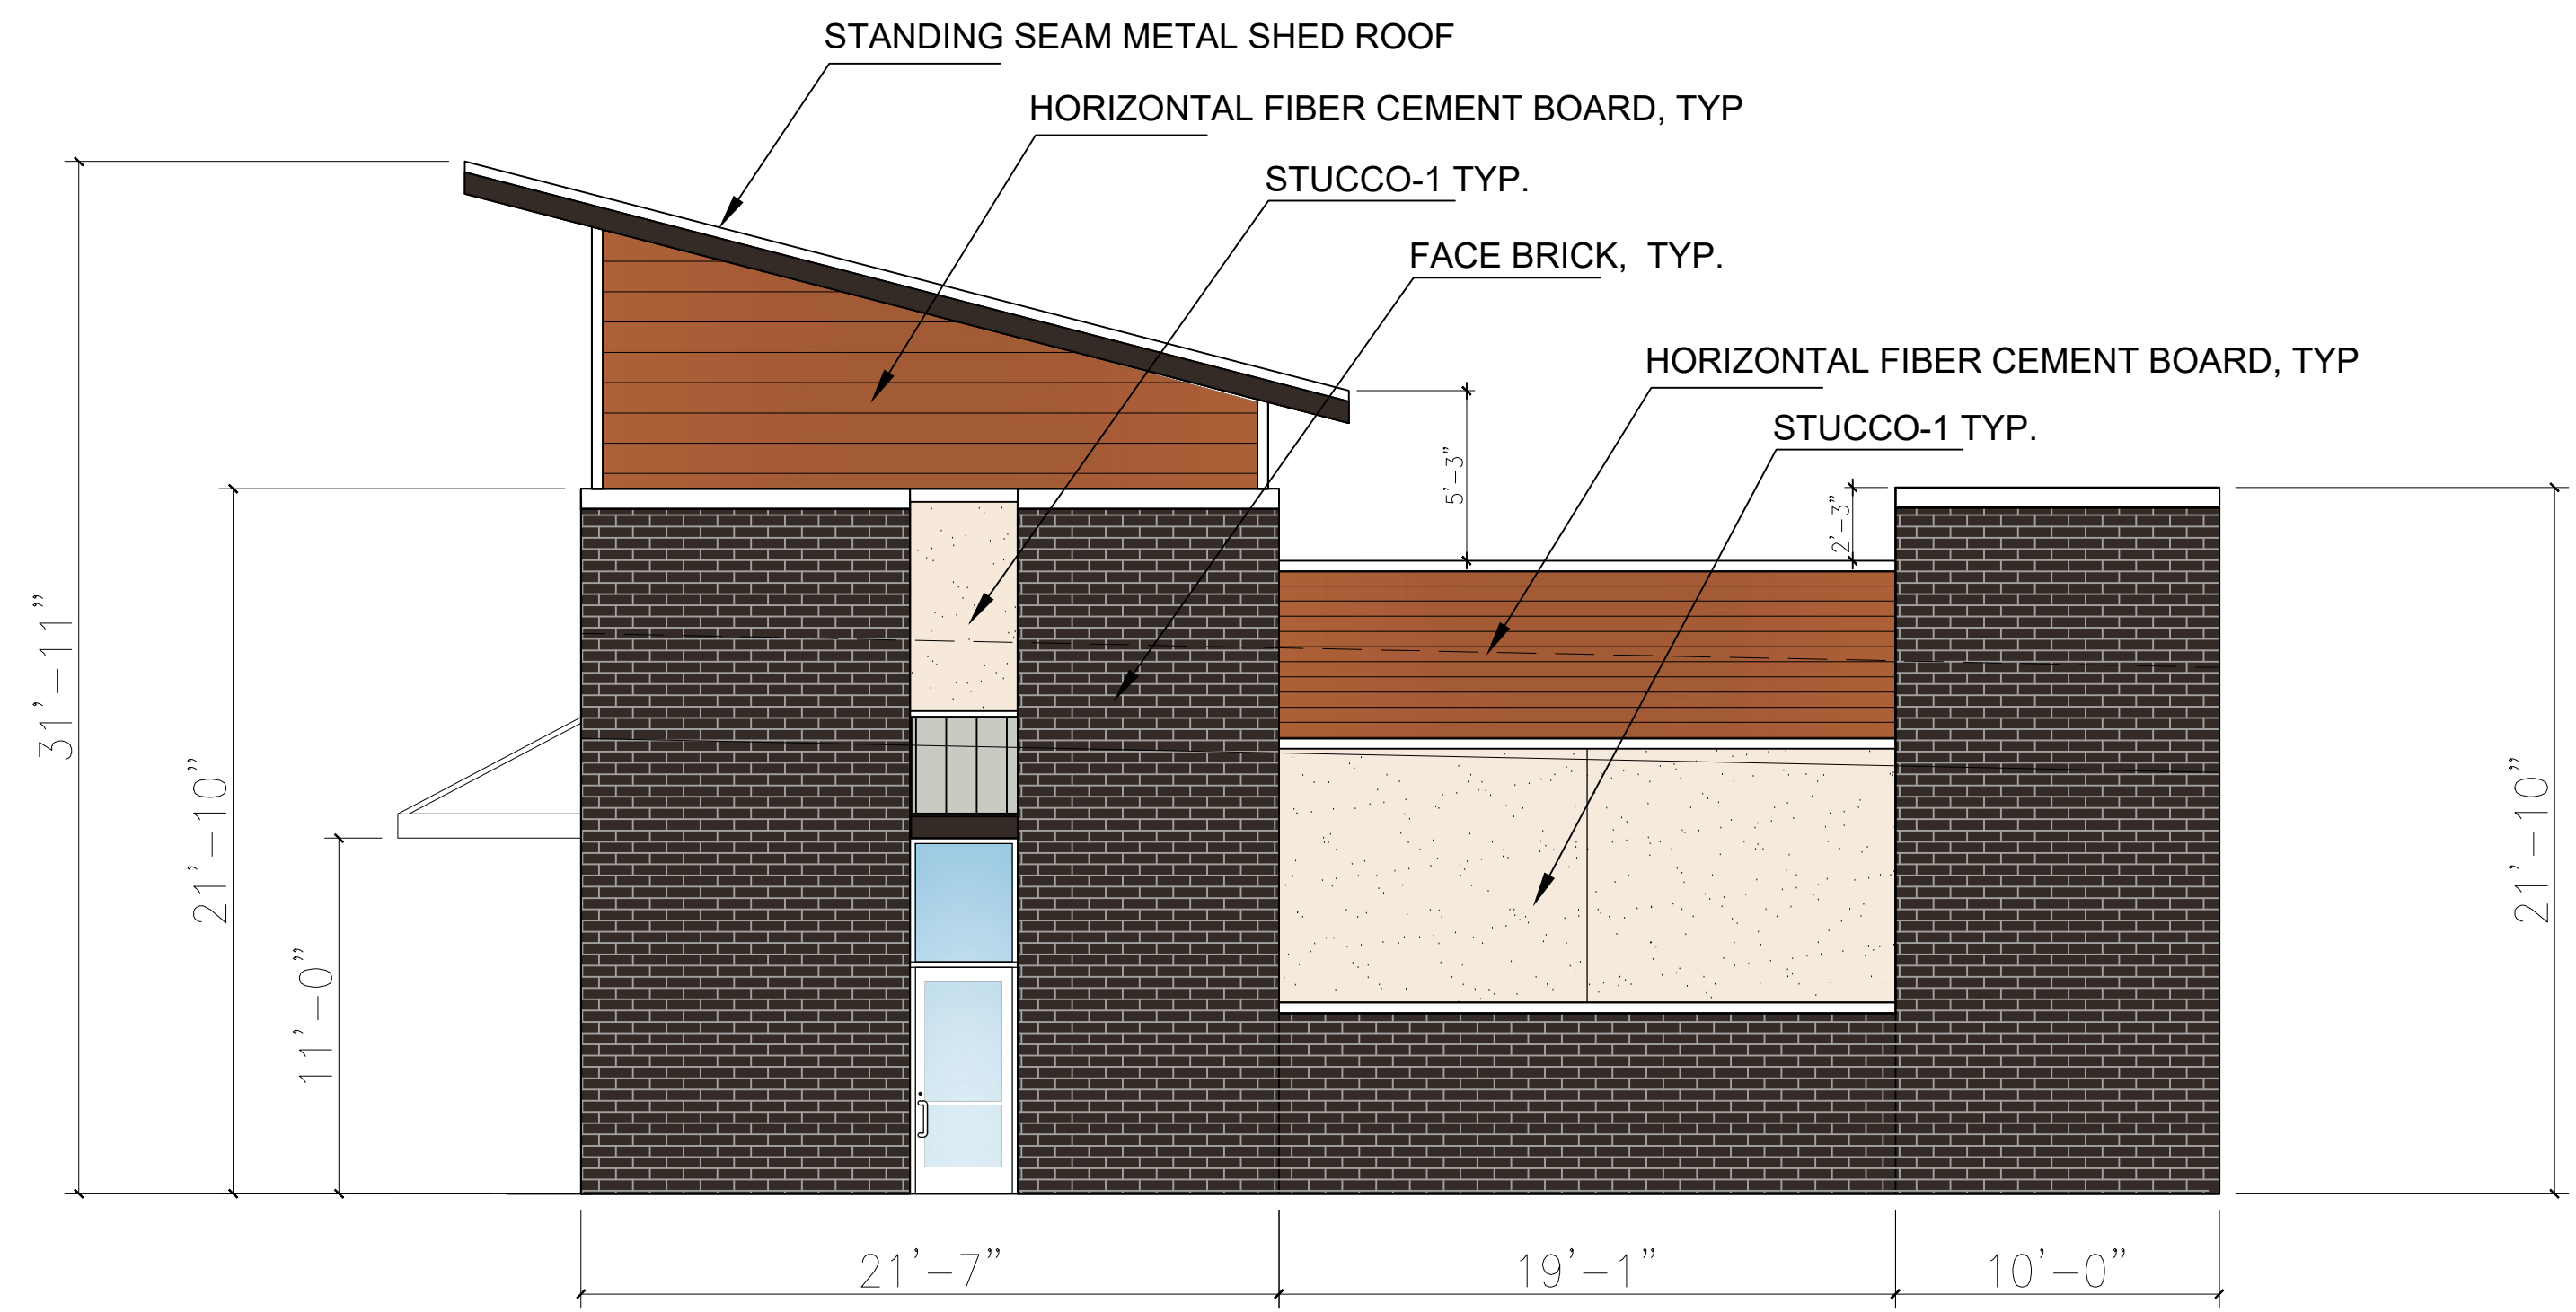 STANDING SEAM METAL SHED ROOF
HORIZONTAL FIBER CEMENT BOARD, TYP
STUCCO-1 TYP.
FACE BRICK, TYP.
HORIZONTAL FIBER CEMENT BOARD, TYP
STUCCO-1 TYP.
31'-11"
21'-10"
11'-0"
5'-3"
2'-3"
21'-10"
21'-7"
19'-1"
10'-0"